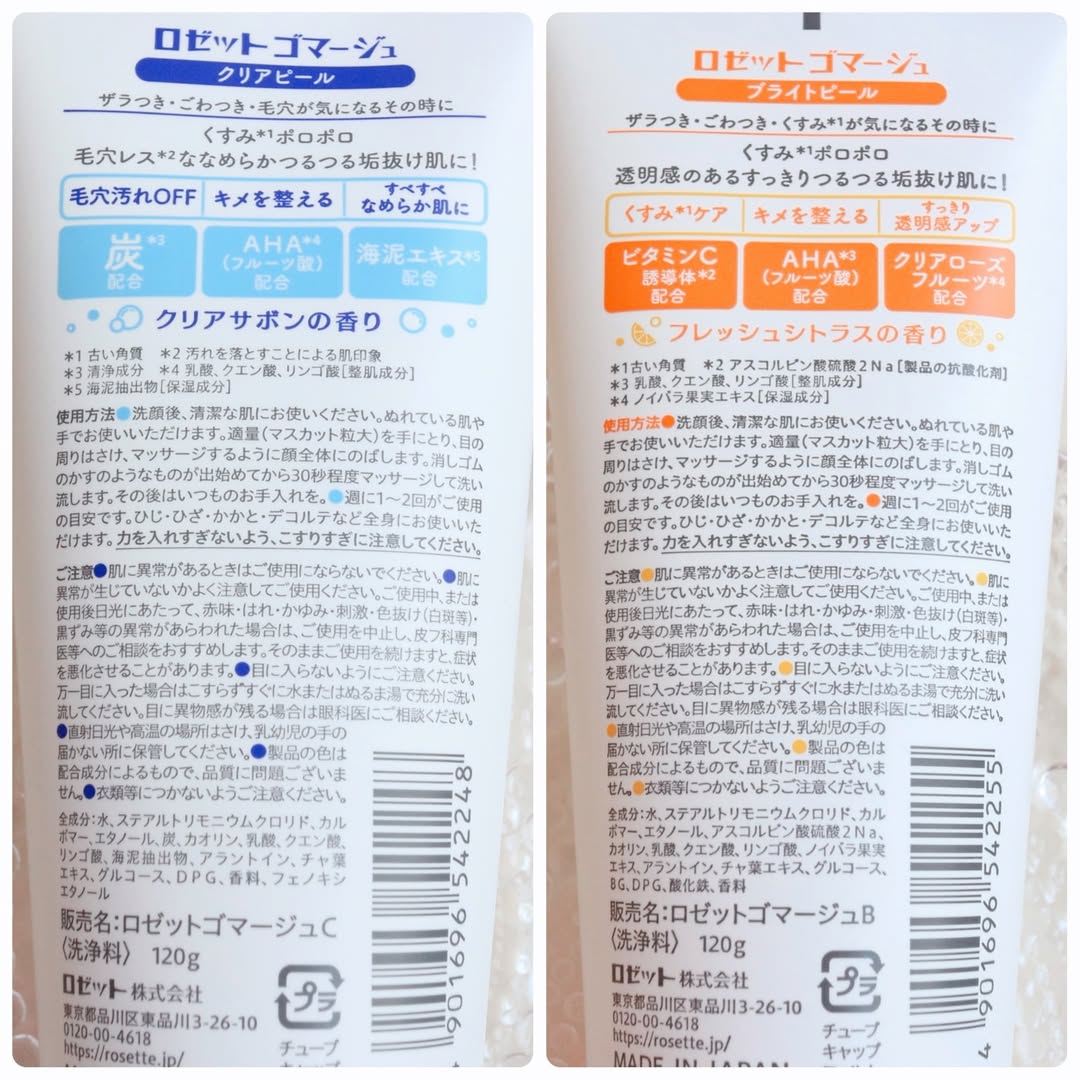 ロゼットゴマージュ
クリアピール
ザラつき・ごわつき・毛穴が気になるその時に
くすみ*1ポロポロ
毛穴レス*2ななめらかつるつる垢抜け肌に!
毛穴汚れOFF
キメを整える
すべすべ
なめらか肌に
炭*3
配合
AHA*4
(フルーツ酸)
配合
海泥エキス*5
配合
クリアサボンの香り
*1 古い角質 *2 汚れを落とすことによる肌印象
*3 清浄成分 *4 乳酸、クエン酸、リンゴ酸[整肌成分]
*5 海泥抽出物[保湿成分]
使用方法●洗顔後、清潔な肌にお使いください。ぬれている肌や
手でお使いいただけます。適量(マスカット粒大)を手にとり、目の
周りはさけ、マッサージするように顔全体にのばします。消しゴム
のかすのようなものが出始めてから30秒程度マッサージして洗い
流します。その後はいつものお手入れを。●週に1~2回がご使用
の目安です。ひじ・ひざ・かかと・デコルテなど全身にお使いいた
だけます。力を入れすぎないよう、こすりすぎに注意してください。
ご注意●肌に異常があるときはご使用にならないでください。●肌に
異常が生じていないかよく注意してご使用ください。ご使用中、または
使用後日光にあたって、赤味・はれ・かゆみ・刺激・色抜け(白斑等)・
黒ずみ等の異常があらわれた場合は、ご使用を中止し、皮フ科専門
医等へのご相談をおすすめします。そのままご使用を続けますと、症状
を悪化させることがあります。●目に入らないようにご注意ください。
万一目に入った場合はこすらずすぐに水またはぬるま湯で充分に洗い
流してください。目に異物感が残る場合は眼科医にご相談ください。
●直射日光や高温の場所はさけ、乳幼児の手の
届かない所に保管してください。●製品の色は
配合成分によるもので、品質に問題ございま
せん。●衣類等につかないようご注意ください。
全成分:水、ステアルトリモニウムクロリド、カル
ボマー、エタノール、炭、カオリン、乳酸、クエン酸、
リンゴ酸、海泥抽出物、アラントイン、チャ葉
エキス、グルコース、DPG、香料、フェノキシ
エタノール
販売名:ロゼットゴマージュC
〈洗浄料〉 120g
ロゼット株式会社
東京都品川区東品川3-26-10
0120-00-4618
https://rosette.jp/
プラ
チューブ
キャップ
901696 542248
ロゼットゴマージュ
ブライトピール
ザラつき・ごわつき・くすみ*1が気になるその時に
くすみ*1ポロポロ
透明感のあるすっきりつるつる垢抜け肌に!
くすみ*1ケア
キメを整える
すっきり
透明感アップ
ビタミンC
誘導体*2
配合
AHA*3
(フルーツ酸)
配合
クリアローズ
フルーツ*4
配合
フレッシュシトラスの香り
*1古い角質 *2 アスコルビン酸硫酸2Na[製品の抗酸化剤]
*3 乳酸、クエン酸、リンゴ酸[整肌成分]
*4 ノイバラ果実エキス[保湿成分]
使用方法●洗顔後、清潔な肌にお使いください。ぬれている肌や
手でお使いいただけます。適量(マスカット粒大)を手にとり、目の
周りはさけ、マッサージするように顔全体にのばします。消しゴム
のかすのようなものが出始めてから30秒程度マッサージして洗い
流します。その後はいつものお手入れを。●週に1~2回がご使用
の目安です。ひじ・ひざ・かかと・デコルテなど全身にお使いいた
だけます。力を入れすぎないよう、こすりすぎに注意してください。
ご注意●肌に異常があるときはご使用にならないでください。●肌に
異常が生じていないかよく注意してご使用ください。ご使用中、または
使用後日光にあたって、赤味・はれ・かゆみ・刺激・色抜け(白斑等)・
黒ずみ等の異常があらわれた場合は、ご使用を中止し、皮フ科専門
医等へのご相談をおすすめします。そのままご使用を続けますと、症状
を悪化させることがあります。●目に入らないようにご注意ください。
万一目に入った場合はこすらずすぐに水またはぬるま湯で充分に洗い
流してください。目に異物感が残る場合は眼科医にご相談ください。
●直射日光や高温の場所はさけ、乳幼児の手の
届かない所に保管してください。●製品の色は
配合成分によるもので、品質に問題ございま
せん。●衣類等につかないようご注意ください。
全成分:水、ステアルトリモニウムクロリド、カル
ボマー、エタノール、アスコルビン酸硫酸2Na、
カオリン、乳酸、クエン酸、リンゴ酸、ノイバラ果実
エキス、アラントイン、チャ葉エキス、グルコース、
BG、DPG、酸化鉄、香料
販売名:ロゼットゴマージュB
〈洗浄料〉 120g
ロゼット株式会社
東京都品川区東品川3-26-10
0120-00-4618
https://rosette.jp/
MADE IN JAPAN
プラ
チューブ
キャップ
4 901696 542255